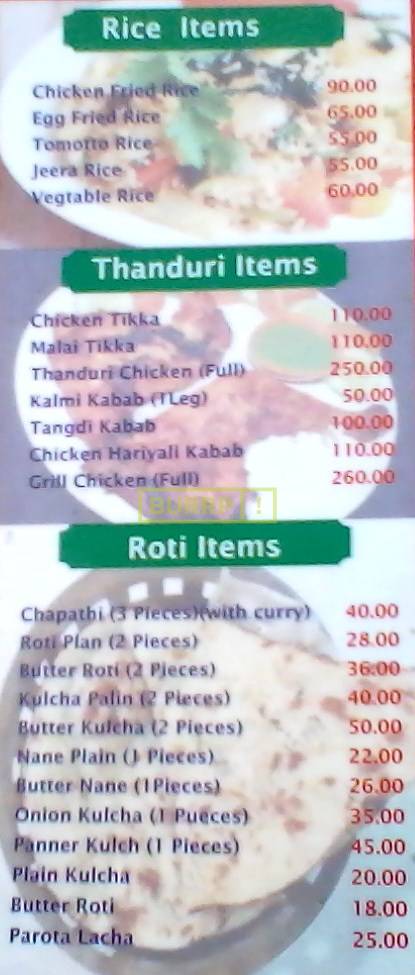 Rice Items
Chicken Fried Rice 90.00
Egg Fried Rice 65.00
Tomotto Rice 55.00
Jeera Rice 55.00
Vegtable Rice 60.00
Thanduri Items
Chicken Tikka 110.00
Malai Tikka 110.00
Thanduri Chicken (Full) 250.00
Kalmi Kabab (1Leg) 50.00
Tangdi Kabab 100.00
Chicken Hariyali Kabab 110.00
Grill Chicken (Full) 260.00
BURRP!
Roti Items
Chapathi (3 Pieces)(with curry) 40.00
Roti Plan (2 Pieces) 28.00
Butter Roti (2 Pieces) 36.00
Kulcha Palin (2 Pieces) 40.00
Butter Kulcha (2 Pieces) 50.00
Nane Plain (1 Pieces) 22.00
Butter Nane (1Pieces) 26.00
Onion Kulcha (1 Pueces) 35.00
Panner Kulch (1 Pieces) 45.00
Plain Kulcha 20.00
Butter Roti 18.00
Parota Lacha 25.00